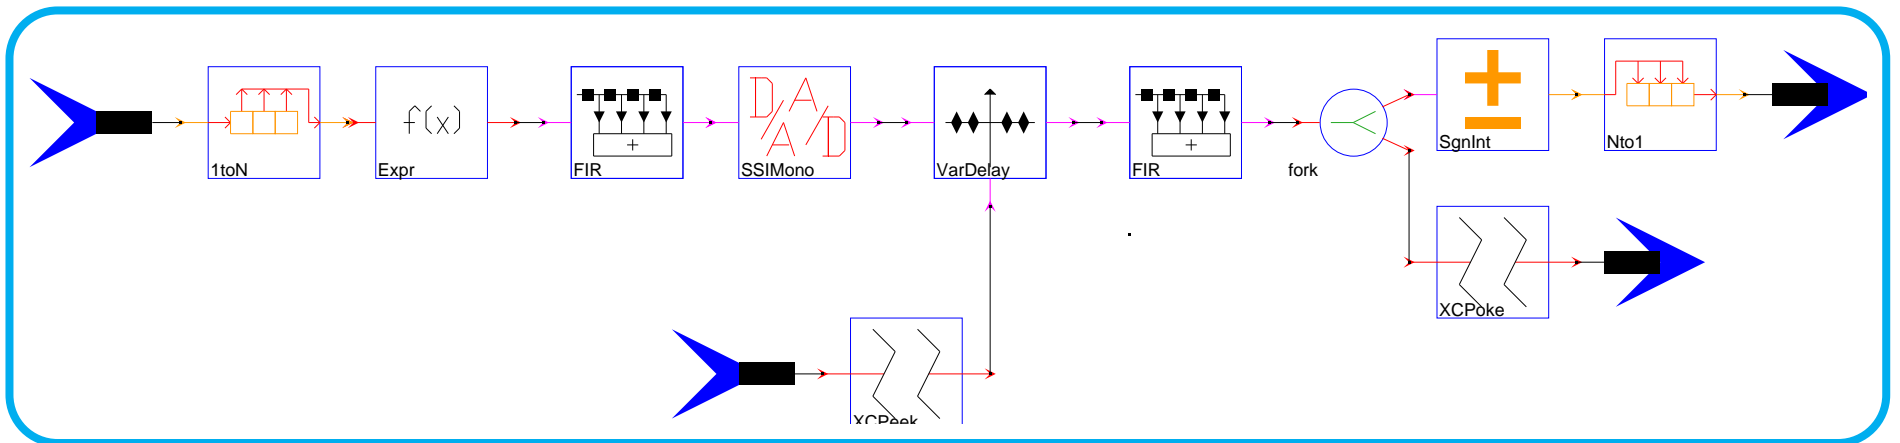 1toN
f(x)
Expr
FIR
D/A
A/D
SSIMono
VarDelay
FIR
fork
SgnInt
Nto1
XCPoke
XCPeek